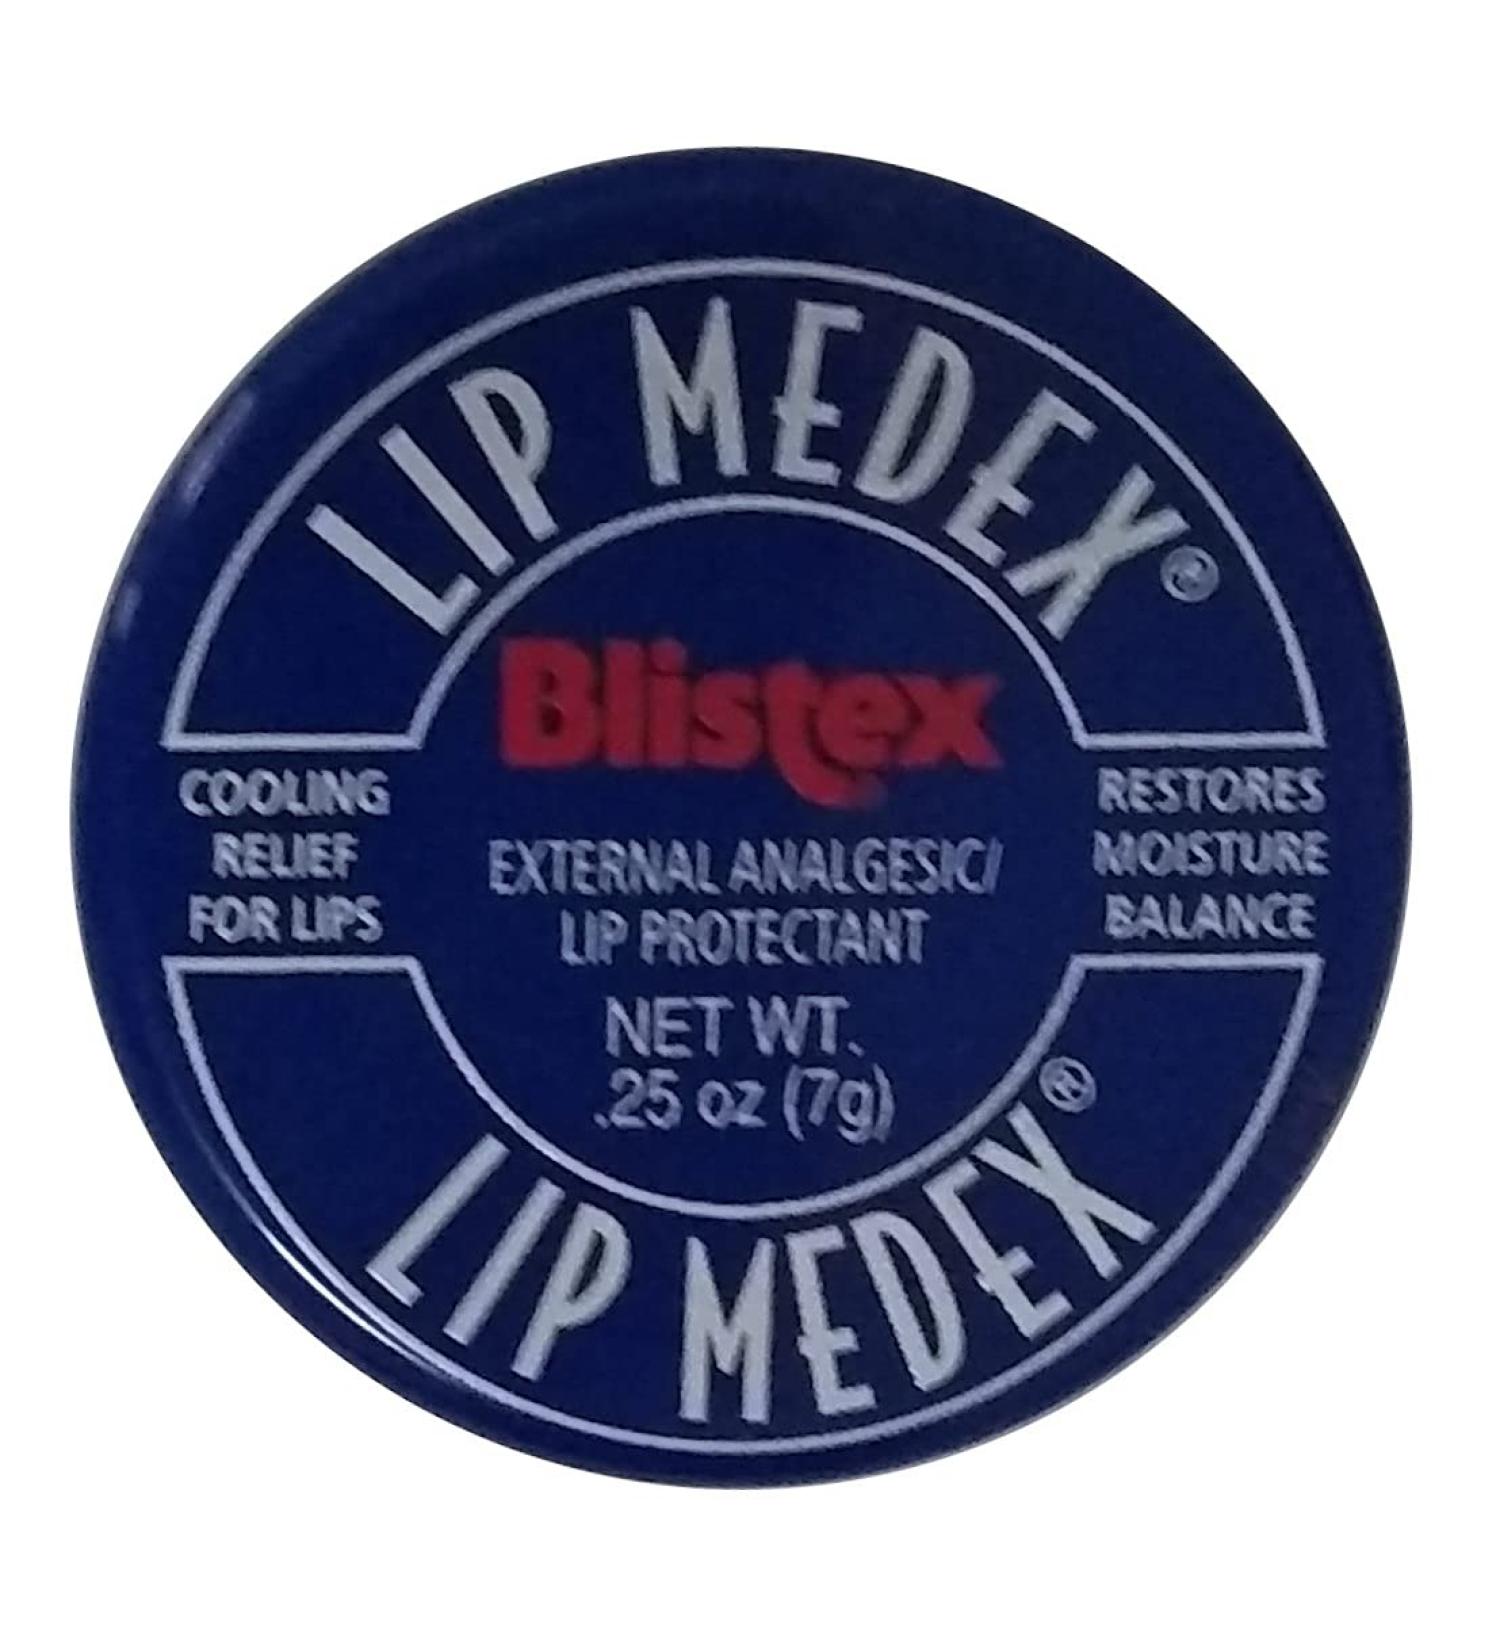 LIP MEDEX®
Blistex
COOLING
RELIEF
FOR LIPS
EXTERNAL ANALGESIC/
LIP PROTECTANT
RESTORES
MOISTURE
BALANCE
NET WT.
.25 oz (7g)
LIP MEDEX®